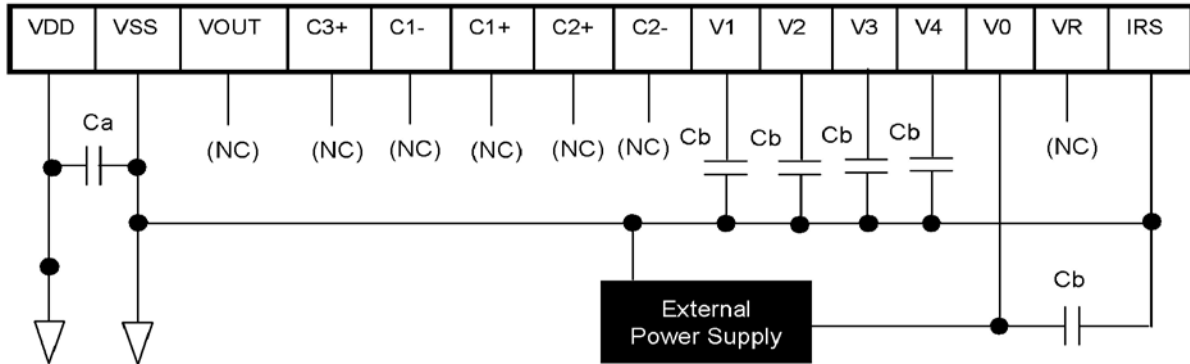 VDD VSS VOUT C3+ C1- C1+ C2+ C2- V1 V2 V3 V4 V0 VR IRS
Ca (NC) (NC) (NC) (NC) (NC) (NC) Cb Cb Cb Cb (NC)
External
Power Supply
Cb